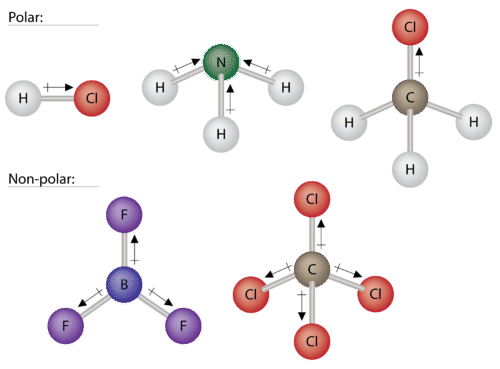 Polar:
Cl
N
H Cl H H C
H H H
H
Non-polar:
F Cl
B C
F F Cl Cl
Cl